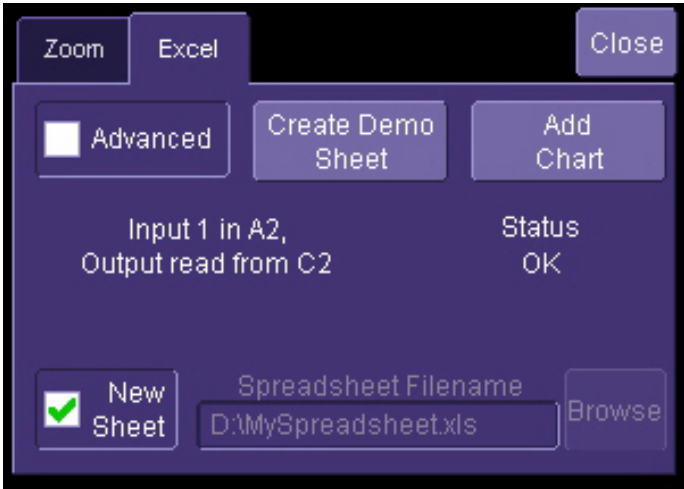 Zoom
Excel
Close
Advanced
Create Demo
Sheet
Add
Chart
Input 1 in A2,
Output read from C2
Status
OK
New
Sheet
Spreadsheet Filename
D:\MySpreadsheet.xls
Browse